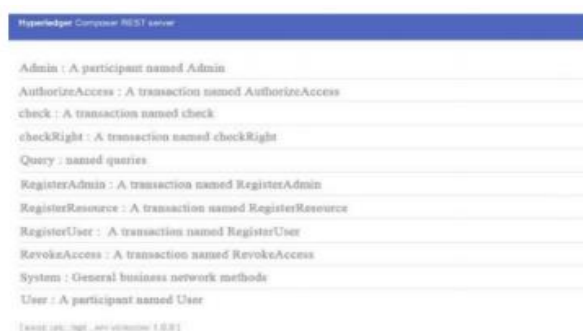 Hyperledger Composer REST server
Admin : A participant named Admin
AuthorizeAccess : A transaction named AuthorizeAccess
check : A transaction named check
checkRight : A transaction named checkRight
Query : named queries
RegisterAdmin : A transaction named RegisterAdmin
RegisterResource : A transaction named RegisterResource
RegisterUser : A transaction named RegisterUser
RevokeAccess : A transaction named RevokeAccess
System : General business network methods
User : A participant named User